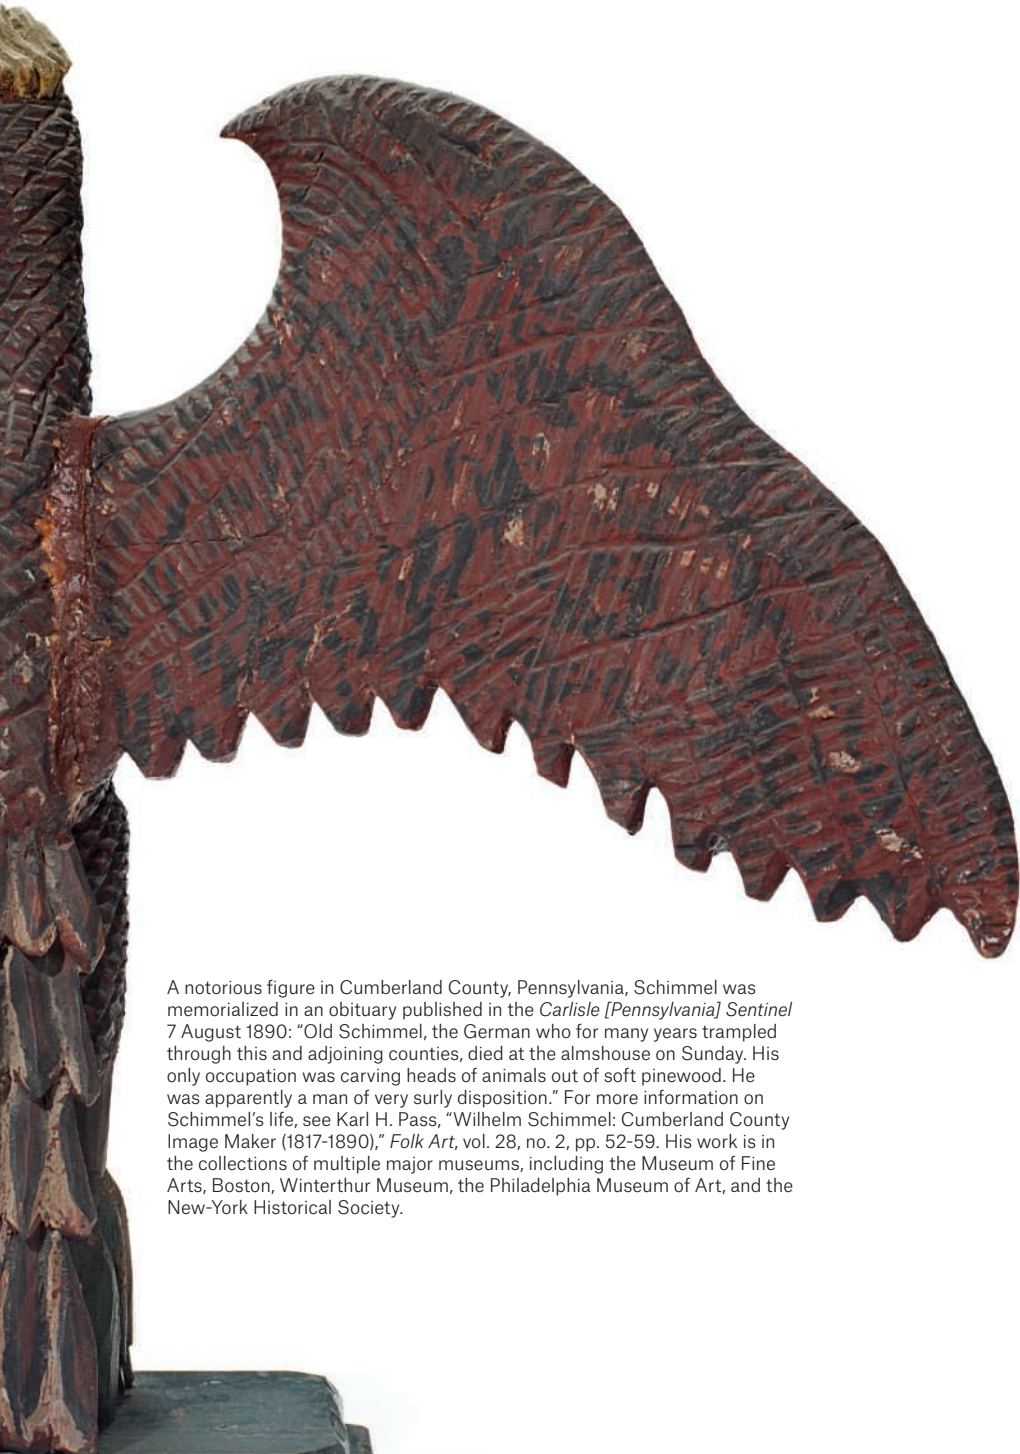 A notorious figure in Cumberland County, Pennsylvania, Schimmel was
memorialized in an obituary published in the Carlisle [Pennsylvania] Sentinel
7 August 1890: “Old Schimmel, the German who for many years trampled
through this and adjoining counties, died at the almshouse on Sunday. His
only occupation was carving heads of animals out of soft pinewood. He
was apparently a man of very surly disposition.” For more information on
Schimmel’s life, see Karl H. Pass, “Wilhelm Schimmel: Cumberland County
Image Maker (1817-1890),” Folk Art, vol. 28, no. 2, pp. 52-59. His work is in
the collections of multiple major museums, including the Museum of Fine
Arts, Boston, Winterthur Museum, the Philadelphia Museum of Art, and the
New-York Historical Society.